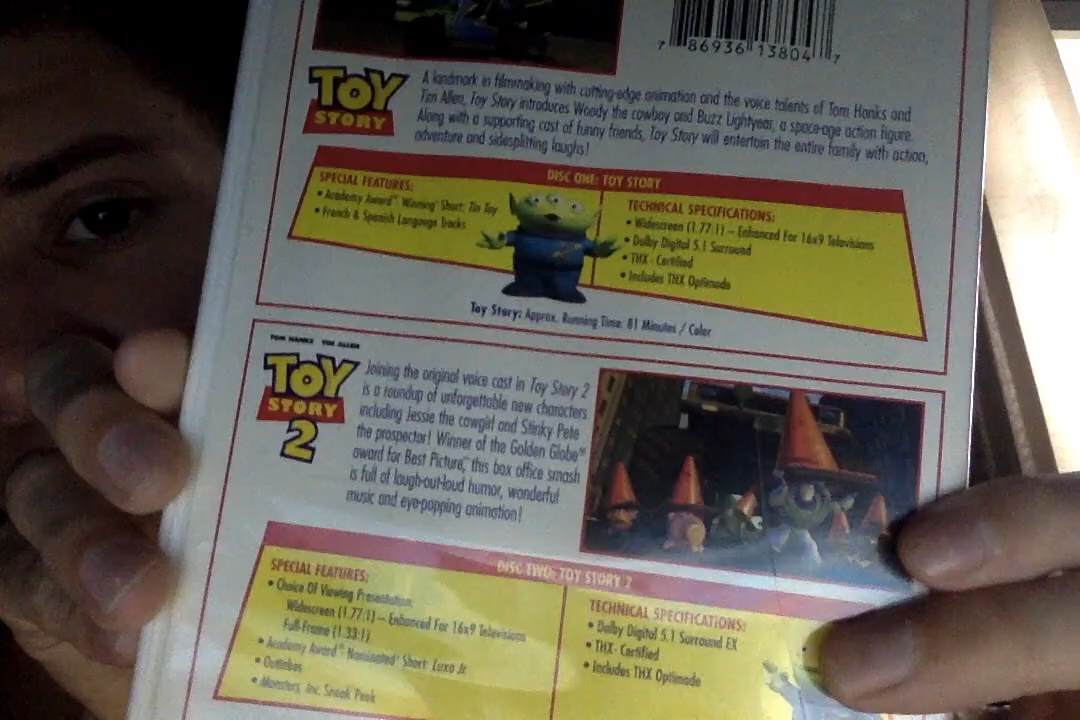 7 86936 13804 7
TOY
STORY
A landmark in filmmaking with cutting-edge animation and the voice talents of Tom Hanks and
Tim Allen, Toy Story introduces Woody the cowboy and Buzz Lightyear, a space-age action figure.
Along with a supporting cast of funny friends, Toy Story will entertain the entire family with action,
adventure and sidesplitting laughs!
DISC ONE: TOY STORY
SPECIAL FEATURES:
• Academy Award™ Winning* Short: Tin Toy
• French & Spanish Language Tracks
TECHNICAL SPECIFICATIONS:
• Widescreen (1.77:1) – Enhanced For 16x9 Televisions
• Dolby Digital 5.1 Surround
• THX - Certified
• Includes THX Optimode
Toy Story: Approx. Running Time: 81 Minutes / Color
TOM HANKS TIM ALLEN
TOY
STORY
2
Joining the original voice cast in Toy Story 2
is a roundup of unforgettable new characters
including Jessie the cowgirl and Stinky Pete
the prospector! Winner of the Golden Globe®
award for Best Picture, this box office smash
is full of laugh-out-loud humor, wonderful
music and eye-popping animation!
DISC TWO: TOY STORY 2
SPECIAL FEATURES:
• Choice Of Viewing Presentation:
Widescreen (1.77:1) – Enhanced For 16x9 Televisions
Full-Frame (1.33:1)
• Academy Award™ Nominated* Short: Luxo Jr.
• Outtakes
• Monsters, Inc. Sneak Peek
TECHNICAL SPECIFICATIONS:
• Dolby Digital 5.1 Surround EX
• THX - Certified
• Includes THX Optimode